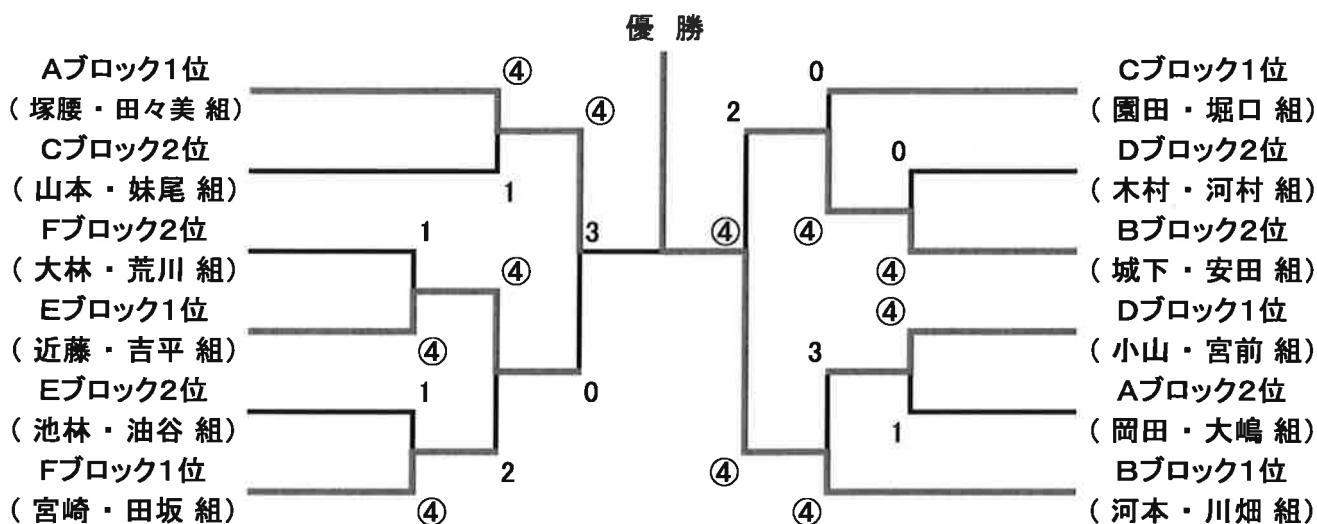 優 勝
Aブロック1位
( 塚腰 ・ 田々美 組)
Cブロック2位
( 山本 ・ 妹尾 組)
Fブロック2位
( 大林 ・ 荒川 組)
Eブロック1位
( 近藤 ・ 吉平 組)
Eブロック2位
( 池林 ・ 油谷 組)
Fブロック1位
( 宮崎 ・ 田坂 組)
④
1
1
④
1
④
④
2
④
0
3
④
2
④
0
④
0
④
④
1
3
④
Cブロック1位
( 園田 ・ 堀口 組)
Dブロック2位
( 木村 ・ 河村 組)
Bブロック2位
( 城下 ・ 安田 組)
Dブロック1位
( 小山 ・ 宮前 組)
Aブロック2位
( 岡田 ・ 大嶋 組)
Bブロック1位
( 河本 ・ 川畑 組)